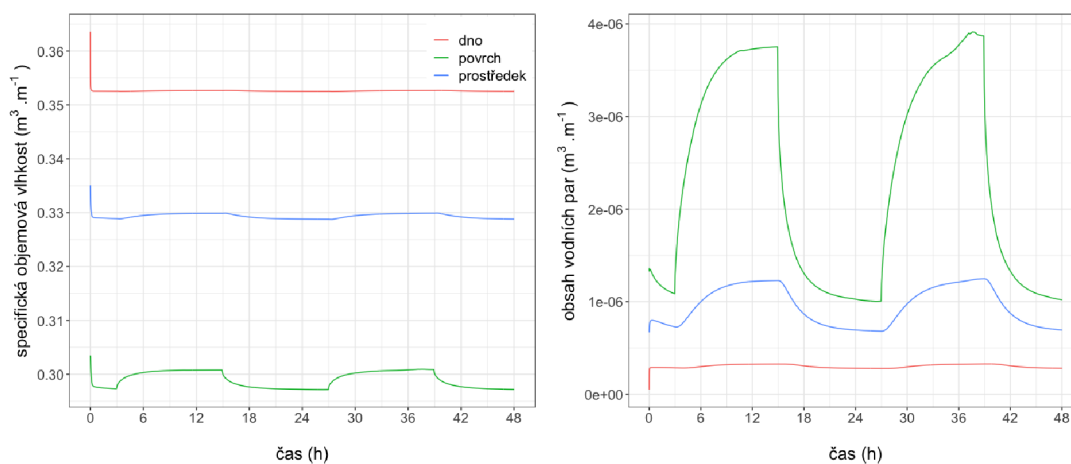 specifická objemová vlhkost (m³ .m⁻¹)
0.36
0.35
0.34
0.33
0.32
0.31
0.30
dno
povrch
prostředek
0 6 12 18 24 30 36 42 48
čas (h)
obsah vodních par (m³ .m⁻¹)
4e-06
3e-06
2e-06
1e-06
0e+00
0 6 12 18 24 30 36 42 48
čas (h)